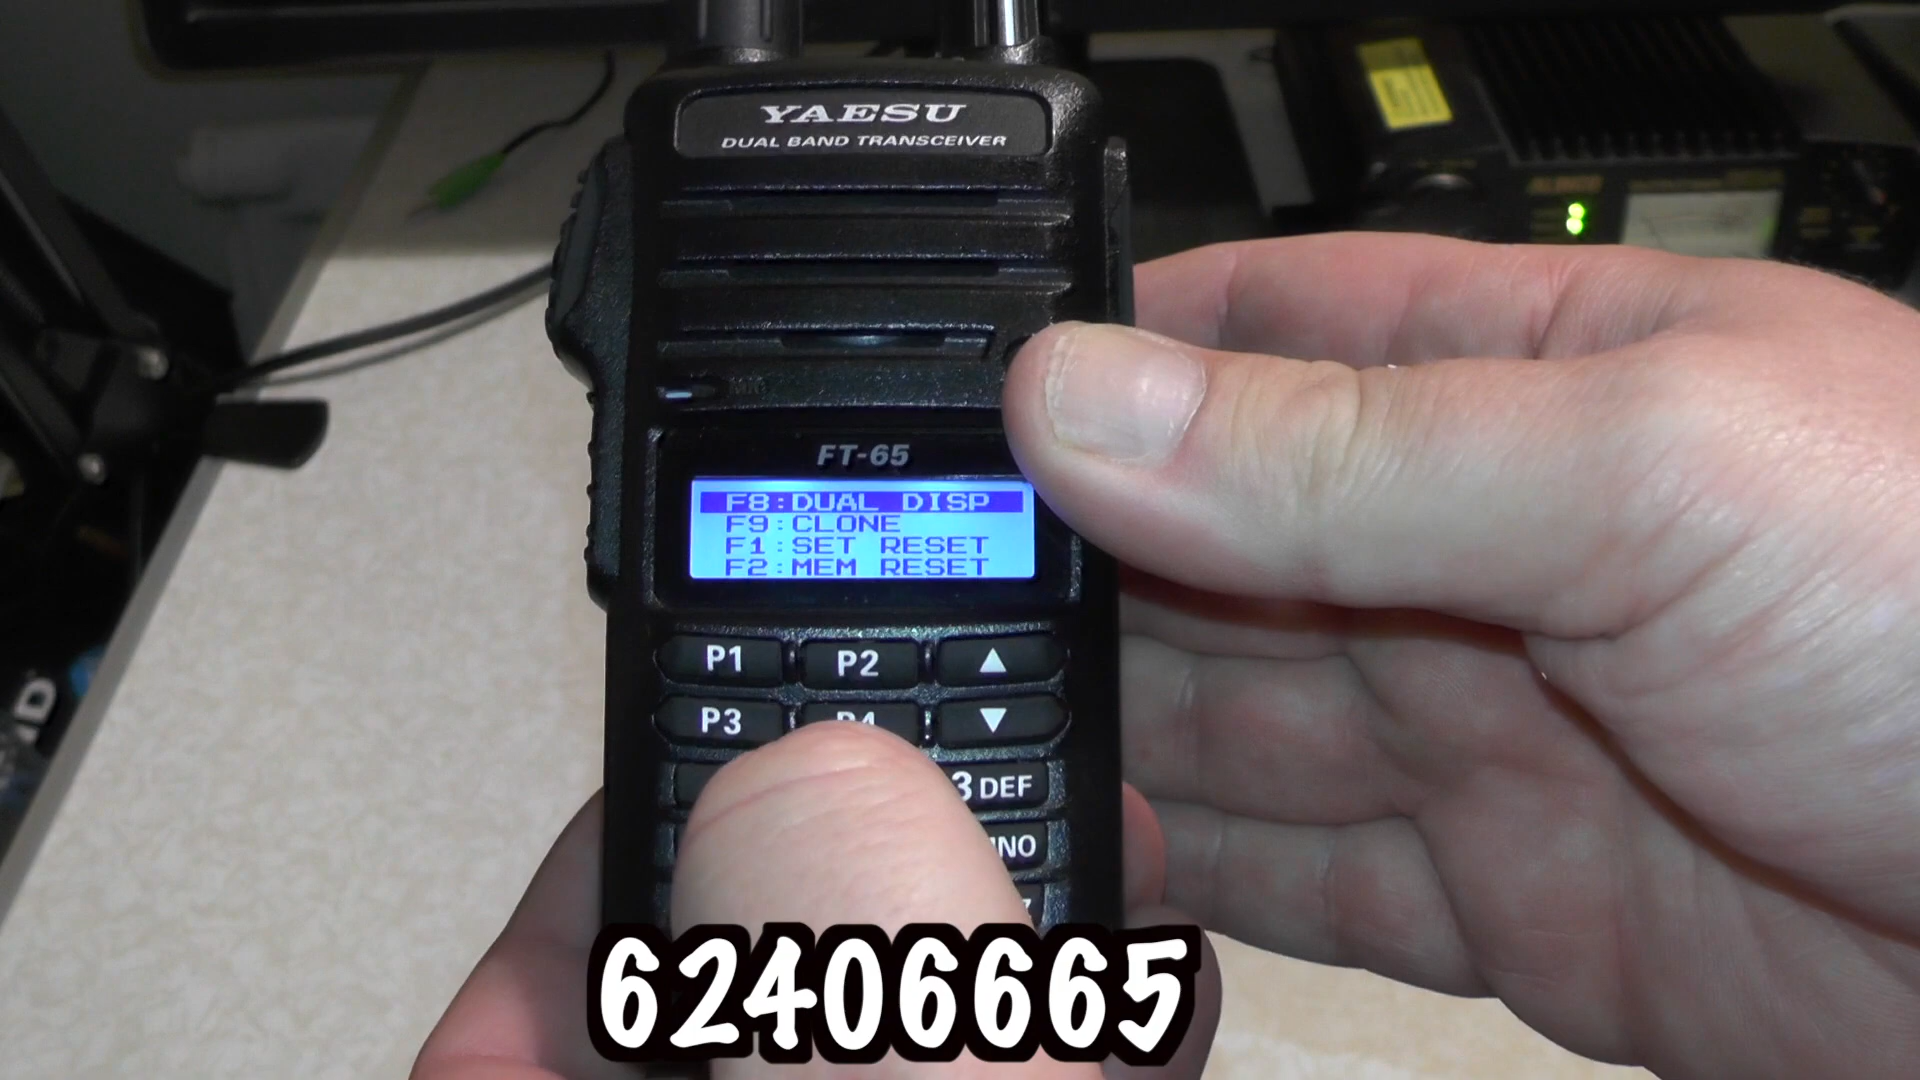 YAESU
DUAL BAND TRANSCEIVER
FT-65
F8:DUAL DISP
F9:CLONE
F1:SET RESET
F2:MEM RESET
P1 P2 ▲
P3 P4 ▼
3 DEF
62406665